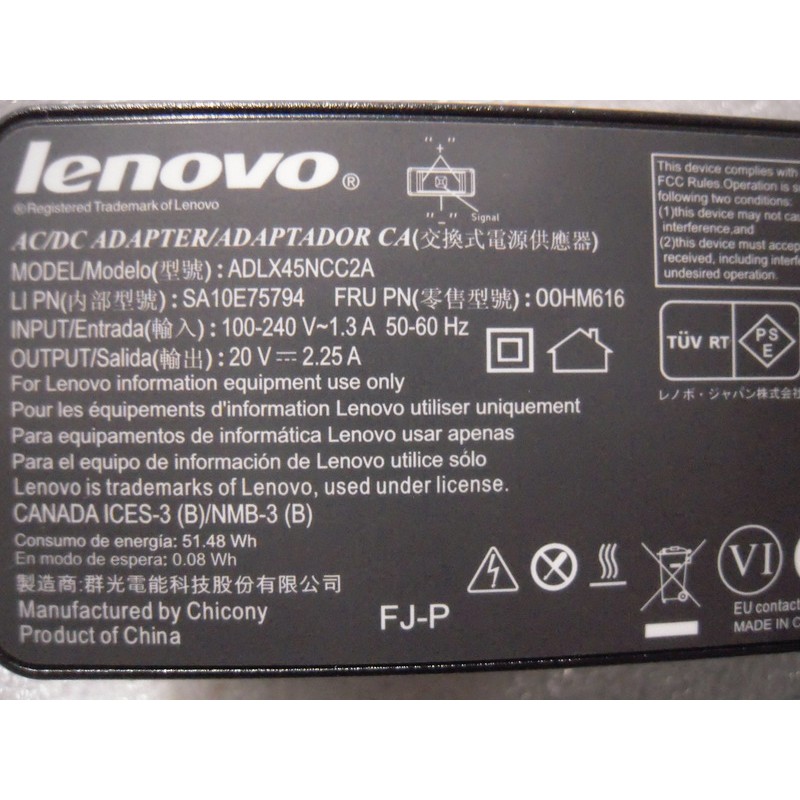 lenovo®
®Registered Trademark of Lenovo
"+"
"-"
Signal
AC/DC ADAPTER/ADAPTADOR CA(交換式電源供應器)
MODEL/Modelo(型號):ADLX45NCC2A
LI PN(內部型號):SA10E75794 FRU PN(零售型號):00HM616
INPUT/Entrada(輸入):100-240 V~1.3 A 50-60 Hz
OUTPUT/Salida(輸出):20 V⎓2.25 A
For Lenovo information equipment use only
Pour les équipements d'information Lenovo utiliser uniquement
Para equipamentos de informática Lenovo usar apenas
Para el equipo de información de Lenovo utilice sólo
Lenovo is trademarks of Lenovo, used under license.
CANADA ICES-3 (B)/NMB-3 (B)
Consumo de energía: 51.48 Wh
En modo de espera: 0.08 Wh
製造商:群光電能科技股份有限公司
Manufactured by Chicony
Product of China
FJ-P
This device complies with
FCC Rules.Operation is
following two conditions:
(1)this device may not
interference,and
(2)this device must accept
received, including
undesired operation.
TÜV RT
PSE
レノボ・ジャパン株式会社
VI
EU contact
MADE IN